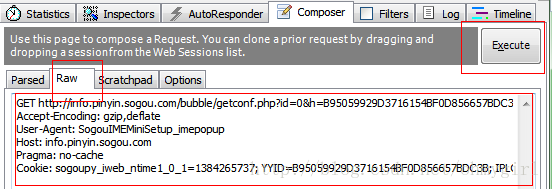 Statistics Inspectors AutoResponder Composer Filters Log Timeline
Use this page to compose a Request. You can clone a prior request by dragging and
dropping a session from the Web Sessions list.
Execute
Parsed Raw Scratchpad Options
GET http://info.pinyin.sogou.com/bubble/getconf.php?id=0&h=B95059929D3716154BF0D856657BDC3
Accept-Encoding: gzip,deflate
User-Agent: SogouIMEMiniSetup_imepopup
Host: info.pinyin.sogou.com
Pragma: no-cache
Cookie: sogoupy_iweb_ntime1_0_1=1384265737; YYID=B95059929D3716154BF0D856657BDC3B; IPLO